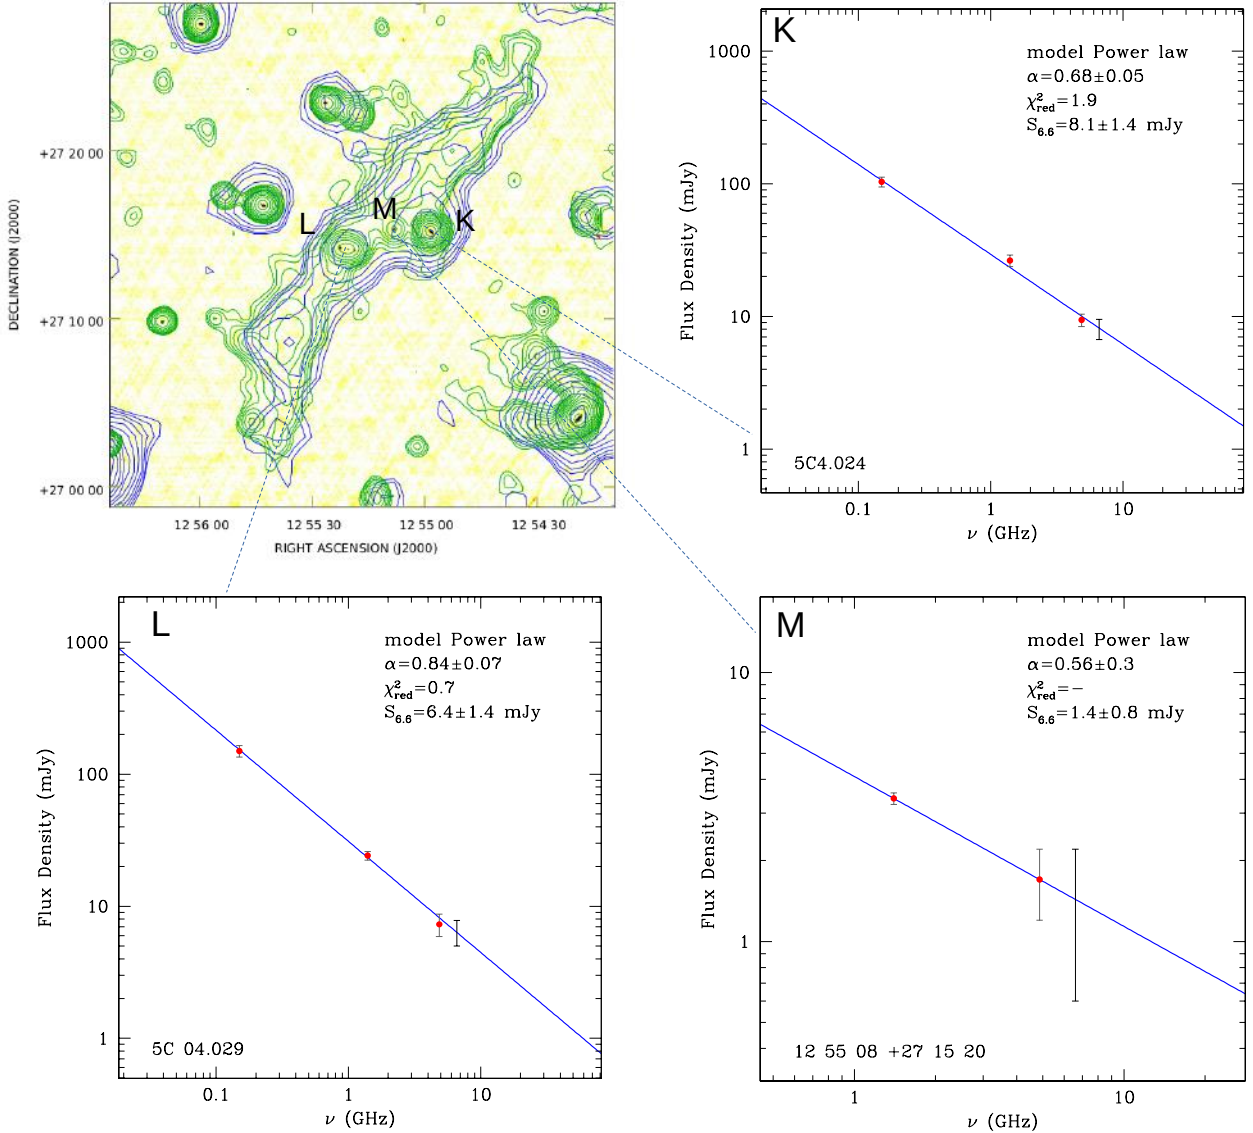 DECLINATION (J2000)
+27 20 00
+27 10 00
+27 00 00
L
M
K
12 56 00
12 55 30
12 55 00
12 54 30
RIGHT ASCENSION (J2000)
K
model Power law
α=0.68±0.05
χ²red=1.9
S6.6=8.1±1.4 mJy
Flux Density (mJy)
1000
100
10
1
5C4.024
0.1
1
10
ν (GHz)
L
model Power law
α=0.84±0.07
χ²red=0.7
S6.6=6.4±1.4 mJy
Flux Density (mJy)
1000
100
10
1
5C 04.029
0.1
1
10
ν (GHz)
M
model Power law
α=0.56±0.3
χ²red=−
S6.6=1.4±0.8 mJy
Flux Density (mJy)
10
1
12 55 08 +27 15 20
1
10
ν (GHz)